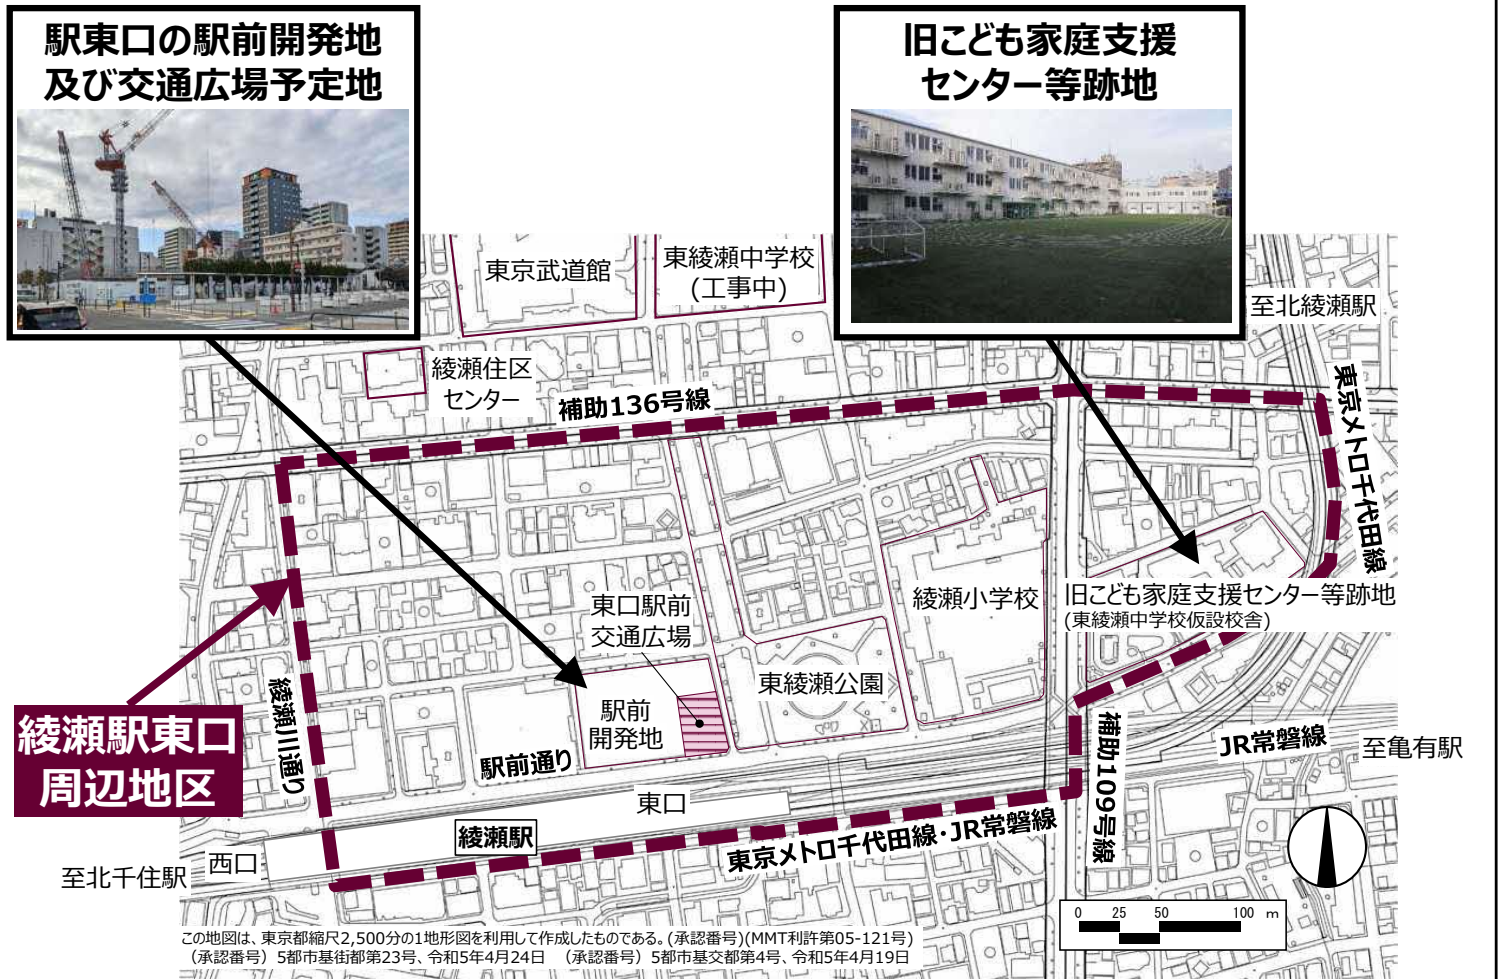 駅東口の駅前開発地
及び交通広場予定地
旧こども家庭支援
センター等跡地
東京武道館
東綾瀬中学校
(工事中)
至北綾瀬駅
綾瀬住区
センター
補助136号線
東京メトロ千代田線
綾瀬小学校
旧こども家庭支援センター等跡地
(東綾瀬中学校仮設校舎)
東口駅前
交通広場
東綾瀬公園
駅前
開発地
綾瀬川通り
綾瀬駅東口
周辺地区
駅前通り
補助109号線
JR常磐線
至亀有駅
東口
綾瀬駅
東京メトロ千代田線・JR常磐線
西口
至北千住駅
0 25 50 100 m
この地図は、東京都縮尺2,500分の1地形図を利用して作成したものである。(承認番号)(MMT利許第05-121号)
（承認番号）5都市基街都第23号、令和5年4月24日 （承認番号）5都市基交都第4号、令和5年4月19日